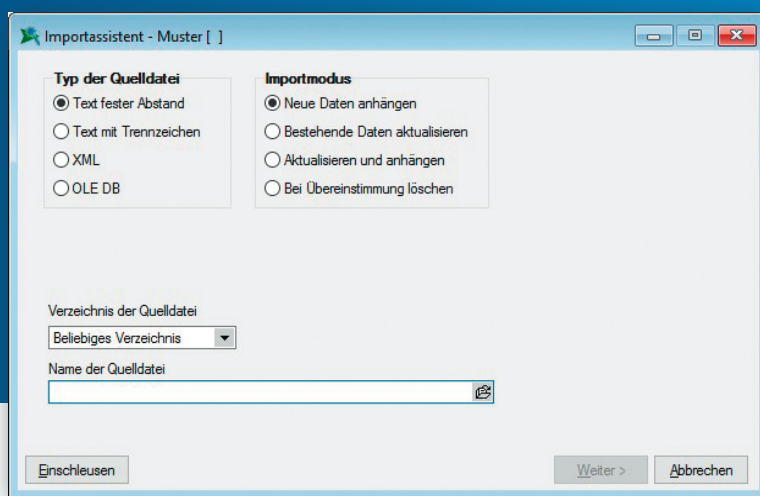 Importassistent - Muster [ ]
Typ der Quelldatei
Text fester Abstand
Text mit Trennzeichen
XML
OLE DB
Importmodus
Neue Daten anhängen
Bestehende Daten aktualisieren
Aktualisieren und anhängen
Bei Übereinstimmung löschen
Verzeichnis der Quelldatei
Beliebiges Verzeichnis
Name der Quelldatei
Einschleusen
Weiter >
Abbrechen